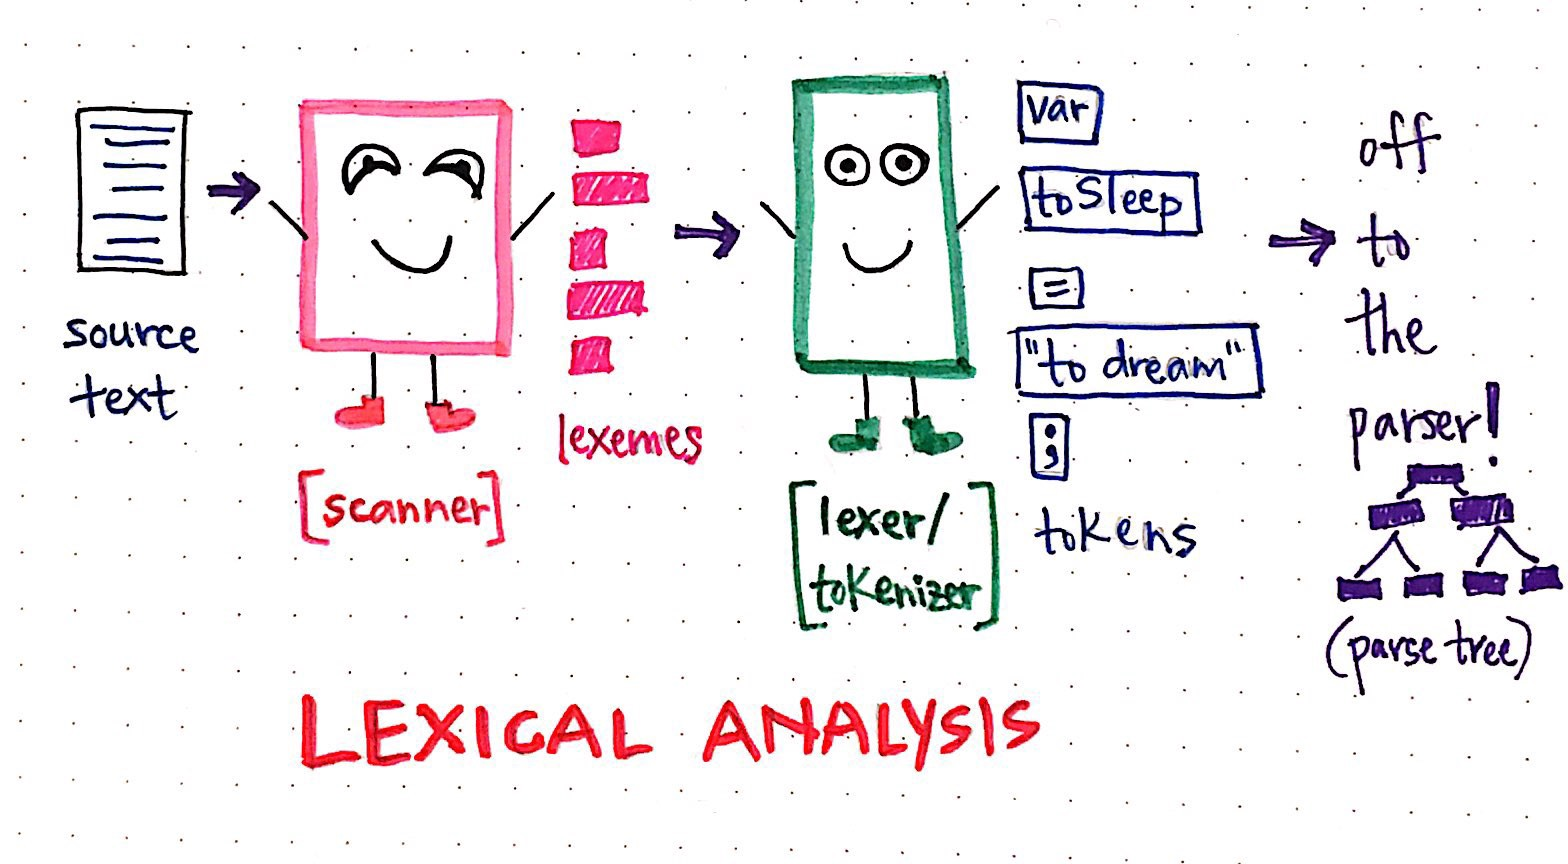 source
text
[scanner]
lexemes
[lexer/
tokenizer]
var
toSleep
=
"to dream"
;
tokens
off
to
the
parser!
(parse tree)
LEXICAL ANALYSIS